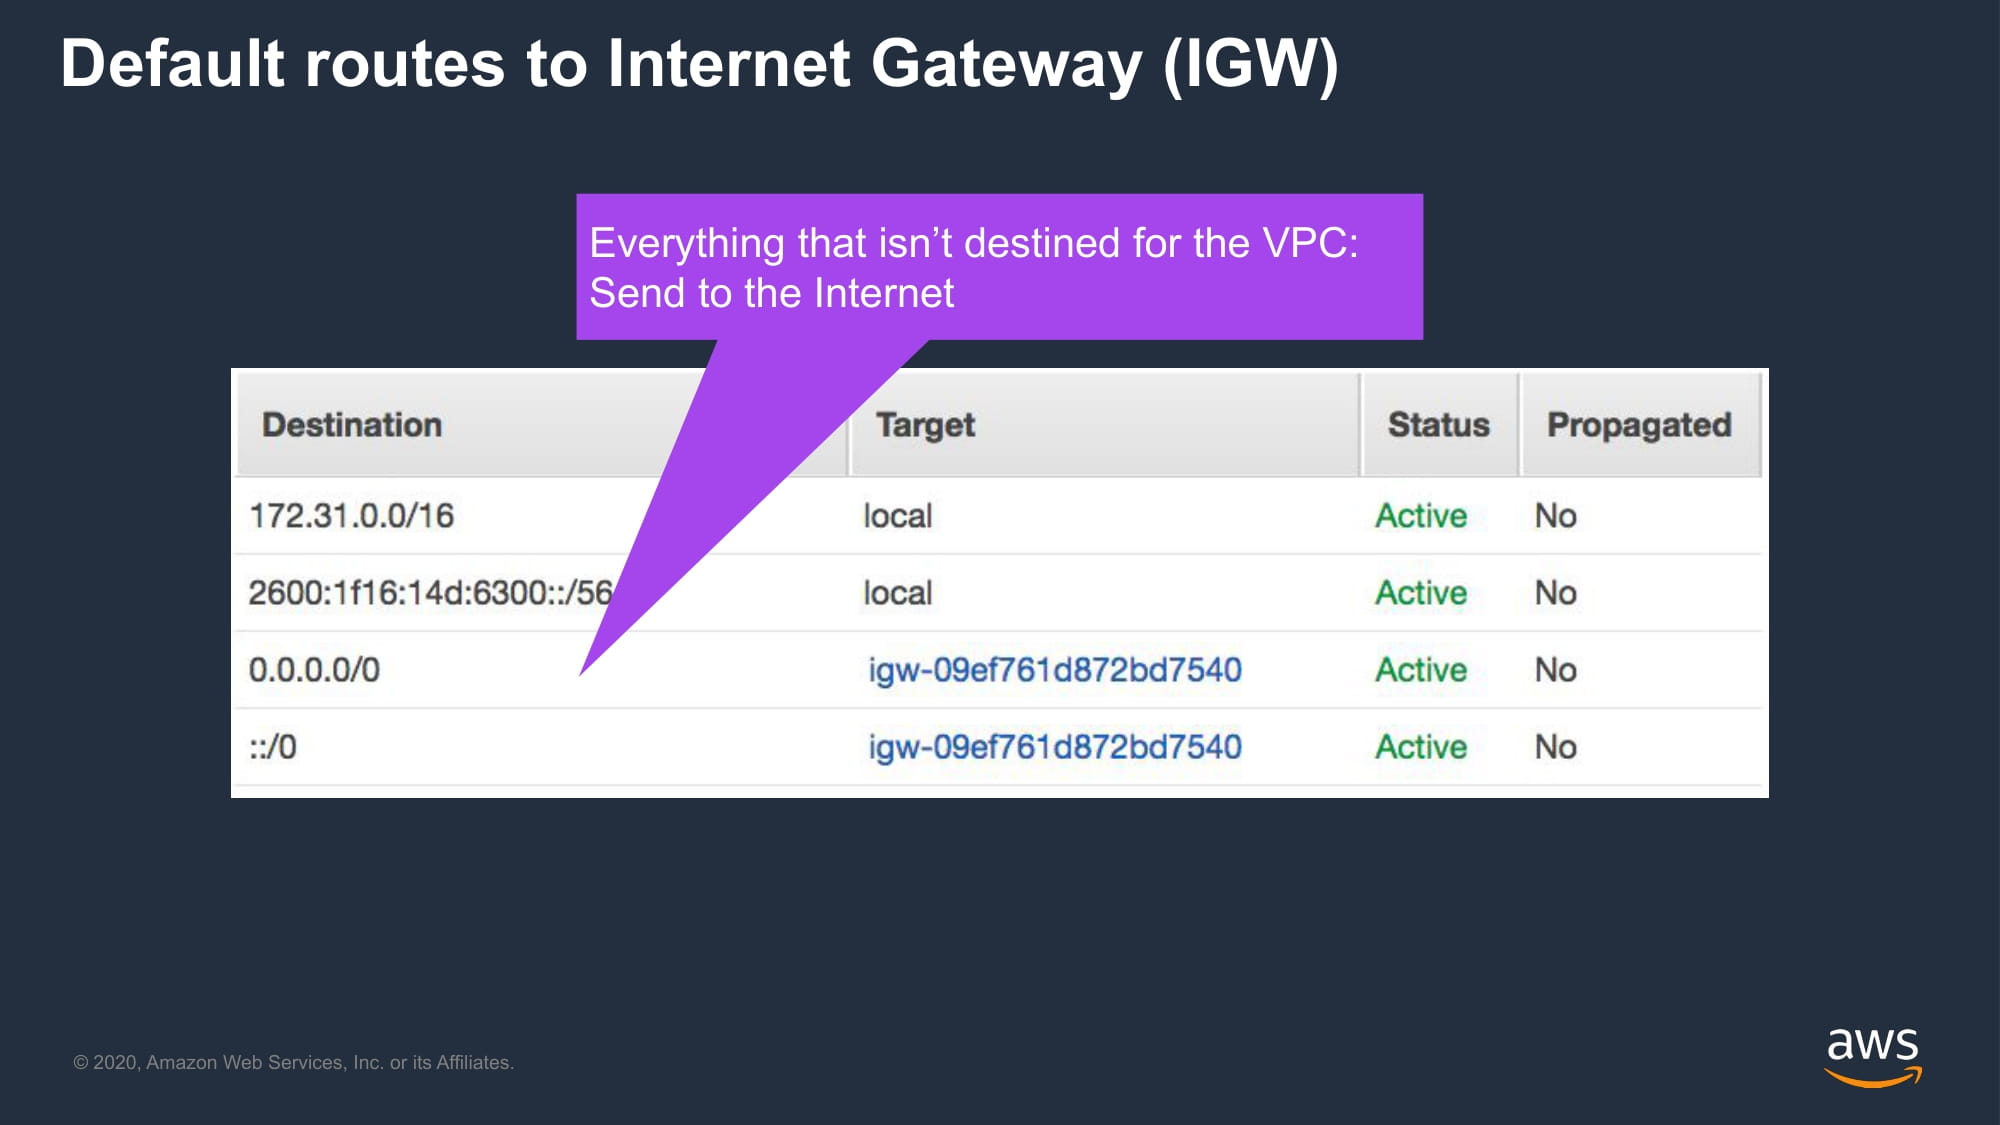 Default routes to Internet Gateway (IGW)
Everything that isn’t destined for the VPC:
Send to the Internet
Destination Target Status Propagated
172.31.0.0/16 local Active No
2600:1f16:14d:6300::/56 local Active No
0.0.0.0/0 igw-09ef761d872bd7540 Active No
::/0 igw-09ef761d872bd7540 Active No
© 2020, Amazon Web Services, Inc. or its Affiliates.
aws